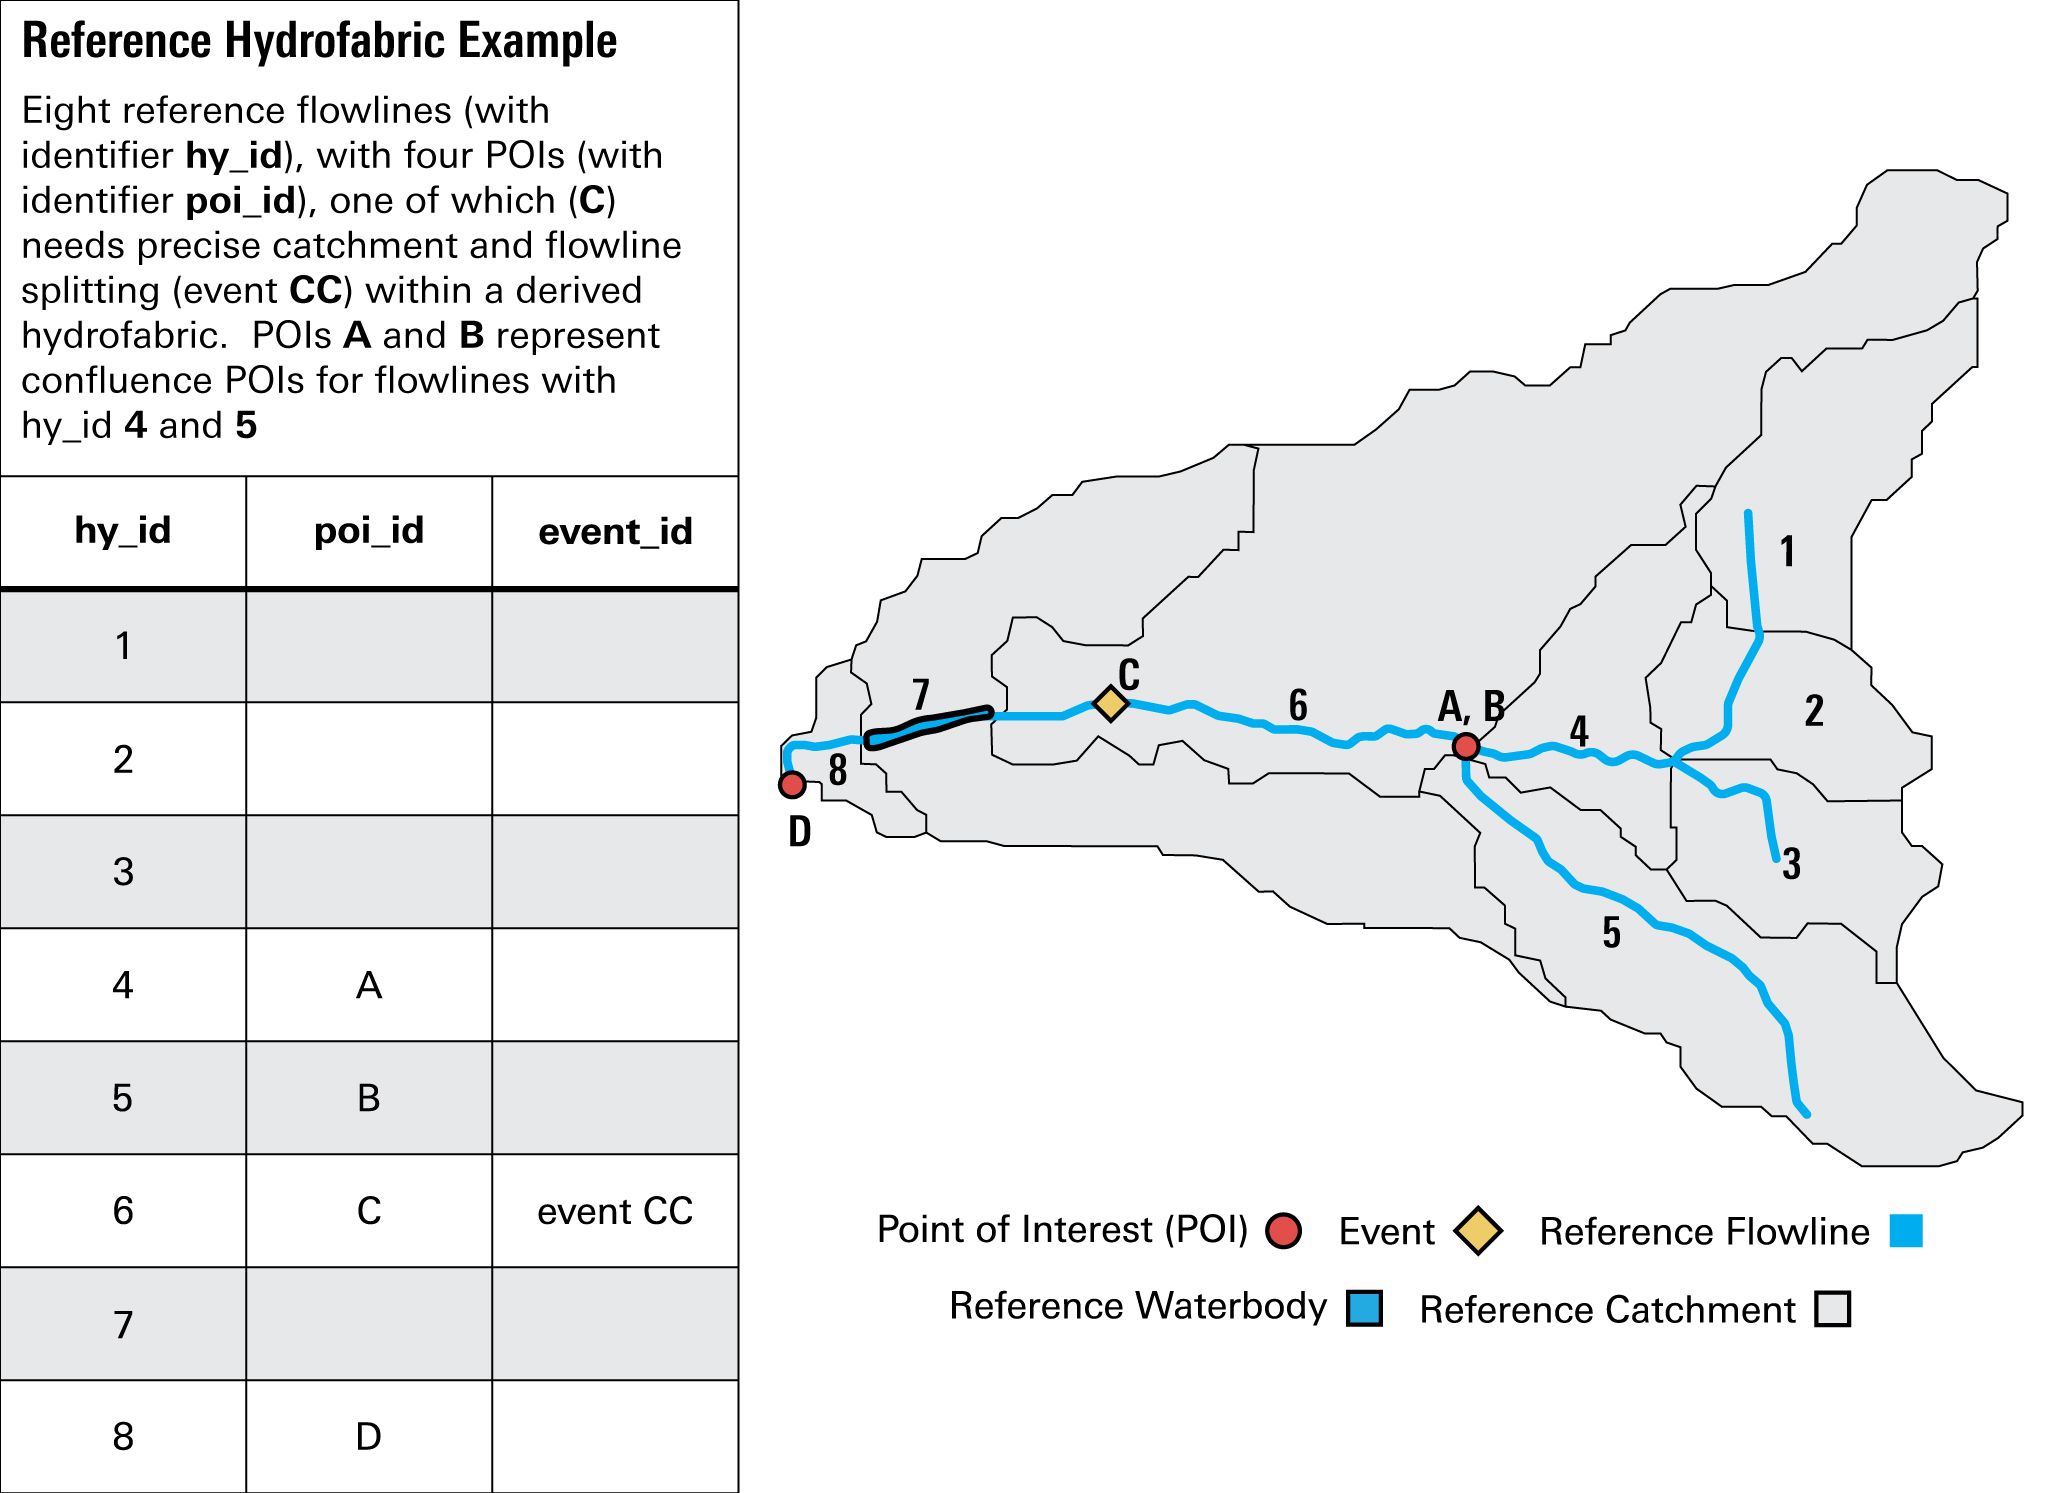 Reference Hydrofabric Example
Eight reference flowlines (with
identifier hy_id), with four POIs (with
identifier poi_id), one of which (C)
needs precise catchment and flowline
splitting (event CC) within a derived
hydrofabric.  POIs A and B represent
confluence POIs for flowlines with
hy_id 4 and 5
hy_id poi_id event_id
1
2
3
4 A
5 B
6 C event CC
7
8 D
1
2
3
4
5
6
7
8
A, B
C
D
Point of Interest (POI) Event Reference Flowline
Reference Waterbody Reference Catchment